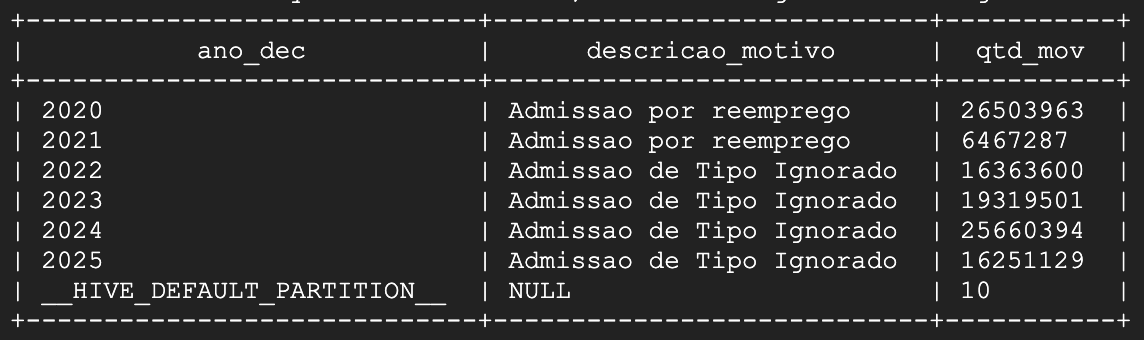 +-----------------------------+----------------------------+-----------+
| ano_dec | descricao_motivo | qtd_mov |
+-----------------------------+----------------------------+-----------+
| 2020 | Admissao por reemprego | 26503963 |
| 2021 | Admissao por reemprego | 6467287 |
| 2022 | Admissao de Tipo Ignorado | 16363600 |
| 2023 | Admissao de Tipo Ignorado | 19319501 |
| 2024 | Admissao de Tipo Ignorado | 25660394 |
| 2025 | Admissao de Tipo Ignorado | 16251129 |
| __HIVE_DEFAULT_PARTITION__ | NULL | 10 |
+-----------------------------+----------------------------+-----------+